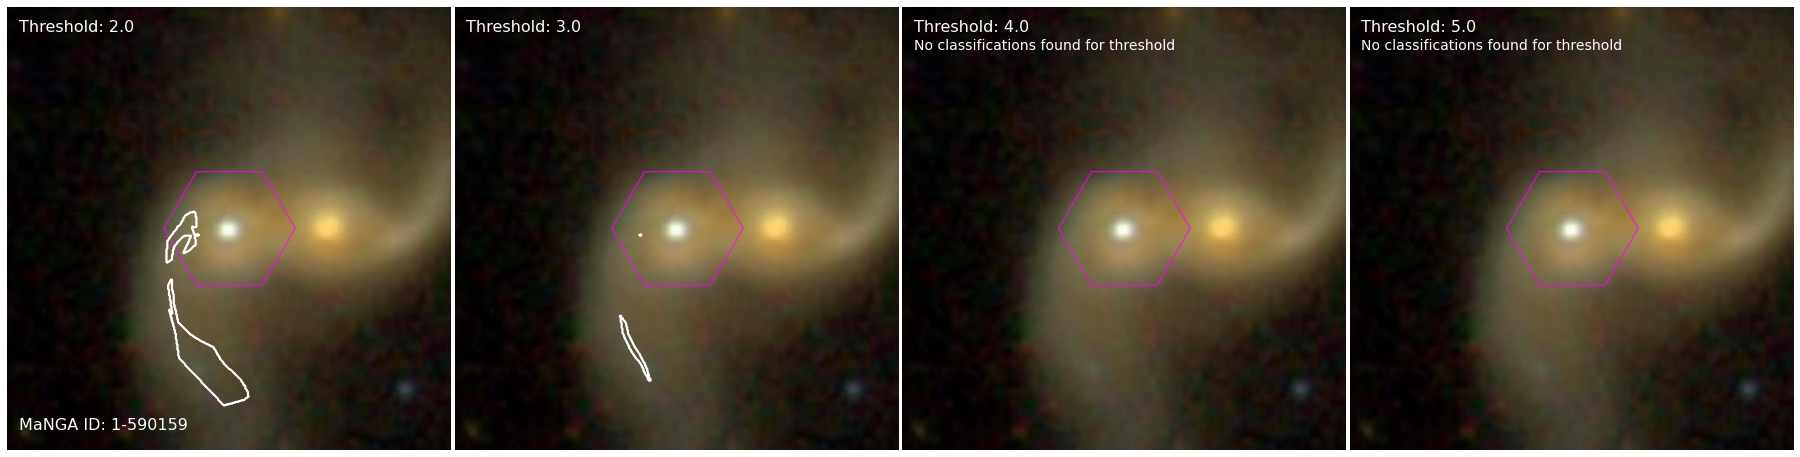 Threshold: 2.0
MaNGA ID: 1-590159
Threshold: 3.0
Threshold: 4.0
No classifications found for threshold
Threshold: 5.0
No classifications found for threshold